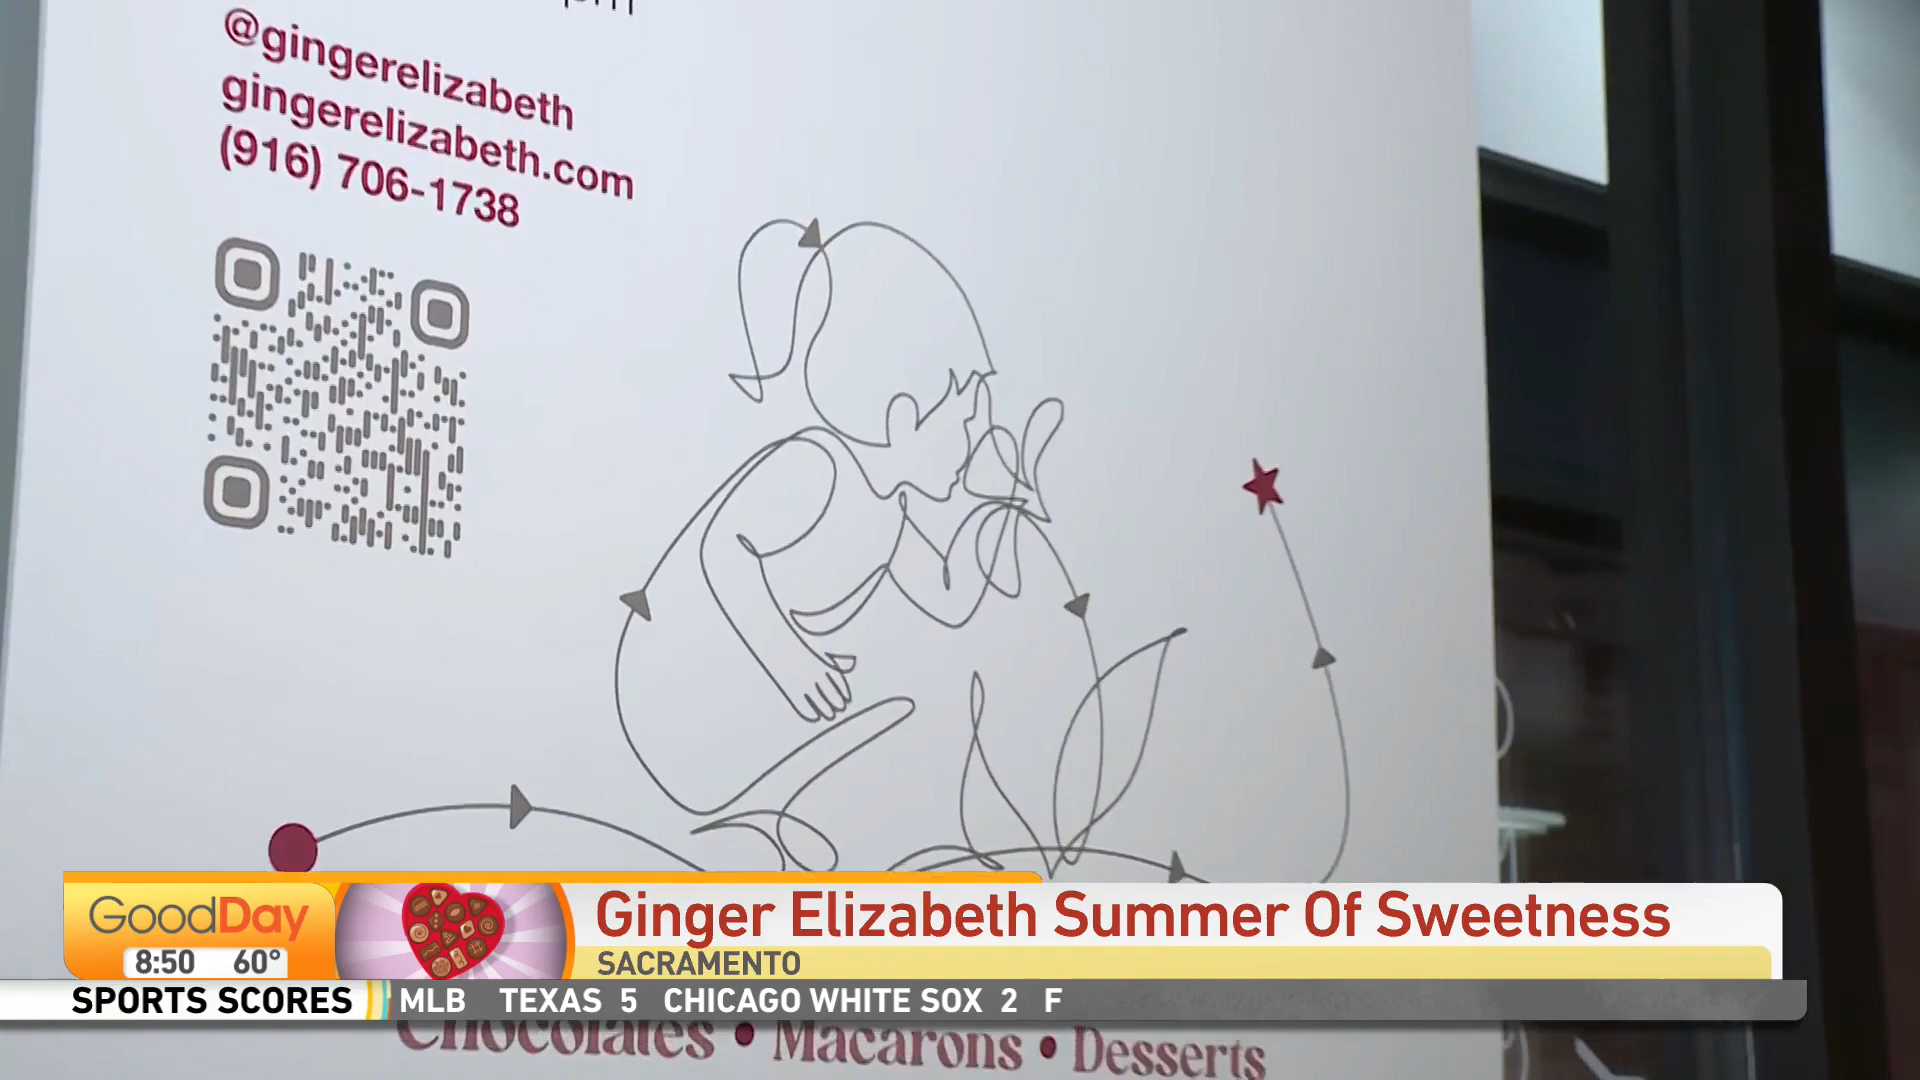 @gingerelizabeth
gingerelizabeth.com
(916) 706-1738
GoodDay
8:50 60°
Ginger Elizabeth Summer Of Sweetness
SACRAMENTO
SPORTS SCORES MLB TEXAS 5 CHICAGO WHITE SOX 2 F
Chocolates • Macarons • Desserts